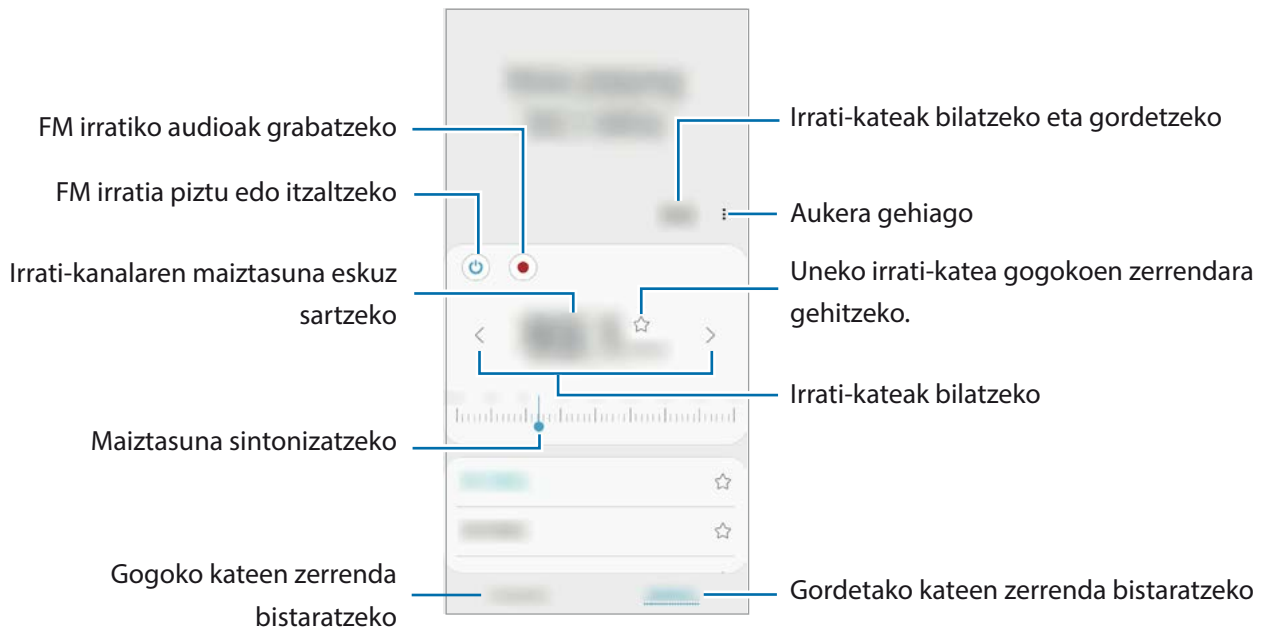 FM irratiko audioak grabatzeko
FM irratia piztu edo itzaltzeko
Irrati-kanalaren maiztasuna eskuz
sartzeko
Maiztasuna sintonizatzeko
Gogoko kateen zerrenda
bistaratzeko
Irrati-kateak bilatzeko eta gordetzeko
Aukera gehiago
Uneko irrati-katea gogokoen zerrendara
gehitzeko.
Irrati-kateak bilatzeko
Gordetako kateen zerrenda bistaratzeko